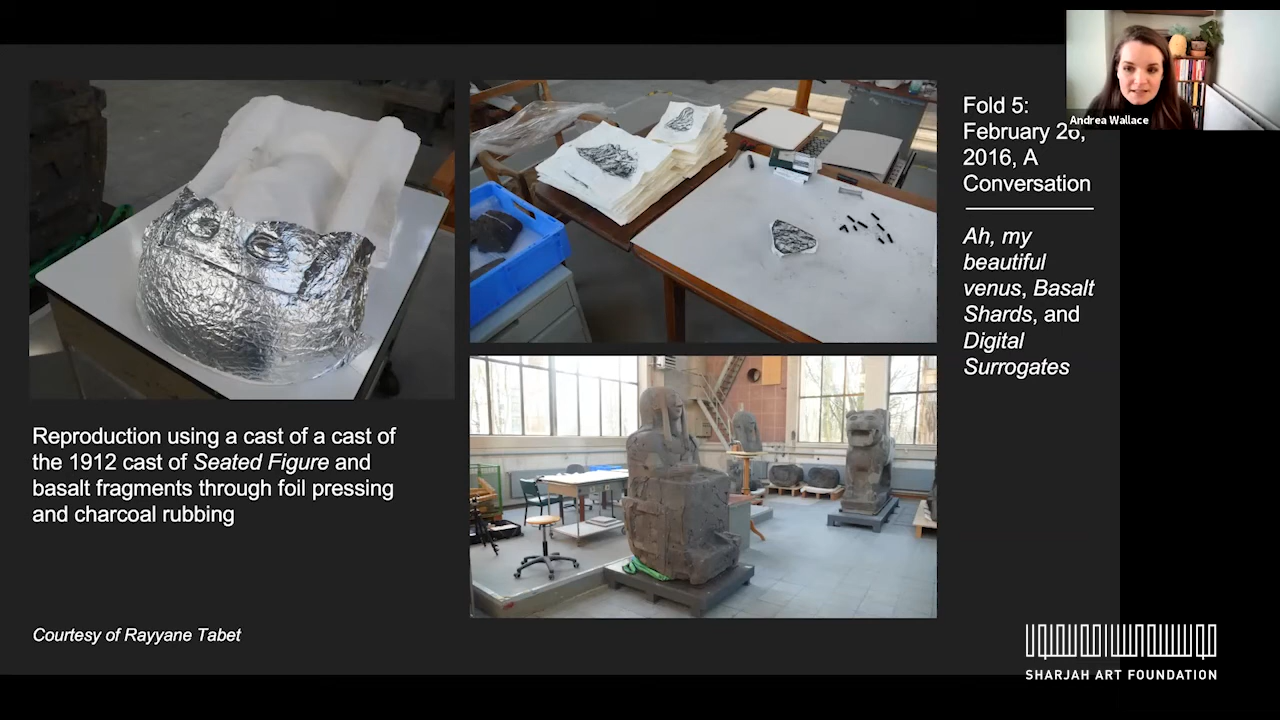 Andrea Wallace
Fold 5:
February 26,
2016, A
Conversation
Ah, my
beautiful
venus, Basalt
Shards, and
Digital
Surrogates
Reproduction using a cast of a cast of
the 1912 cast of Seated Figure and
basalt fragments through foil pressing
and charcoal rubbing
Courtesy of Rayyane Tabet
SHARJAH ART FOUNDATION